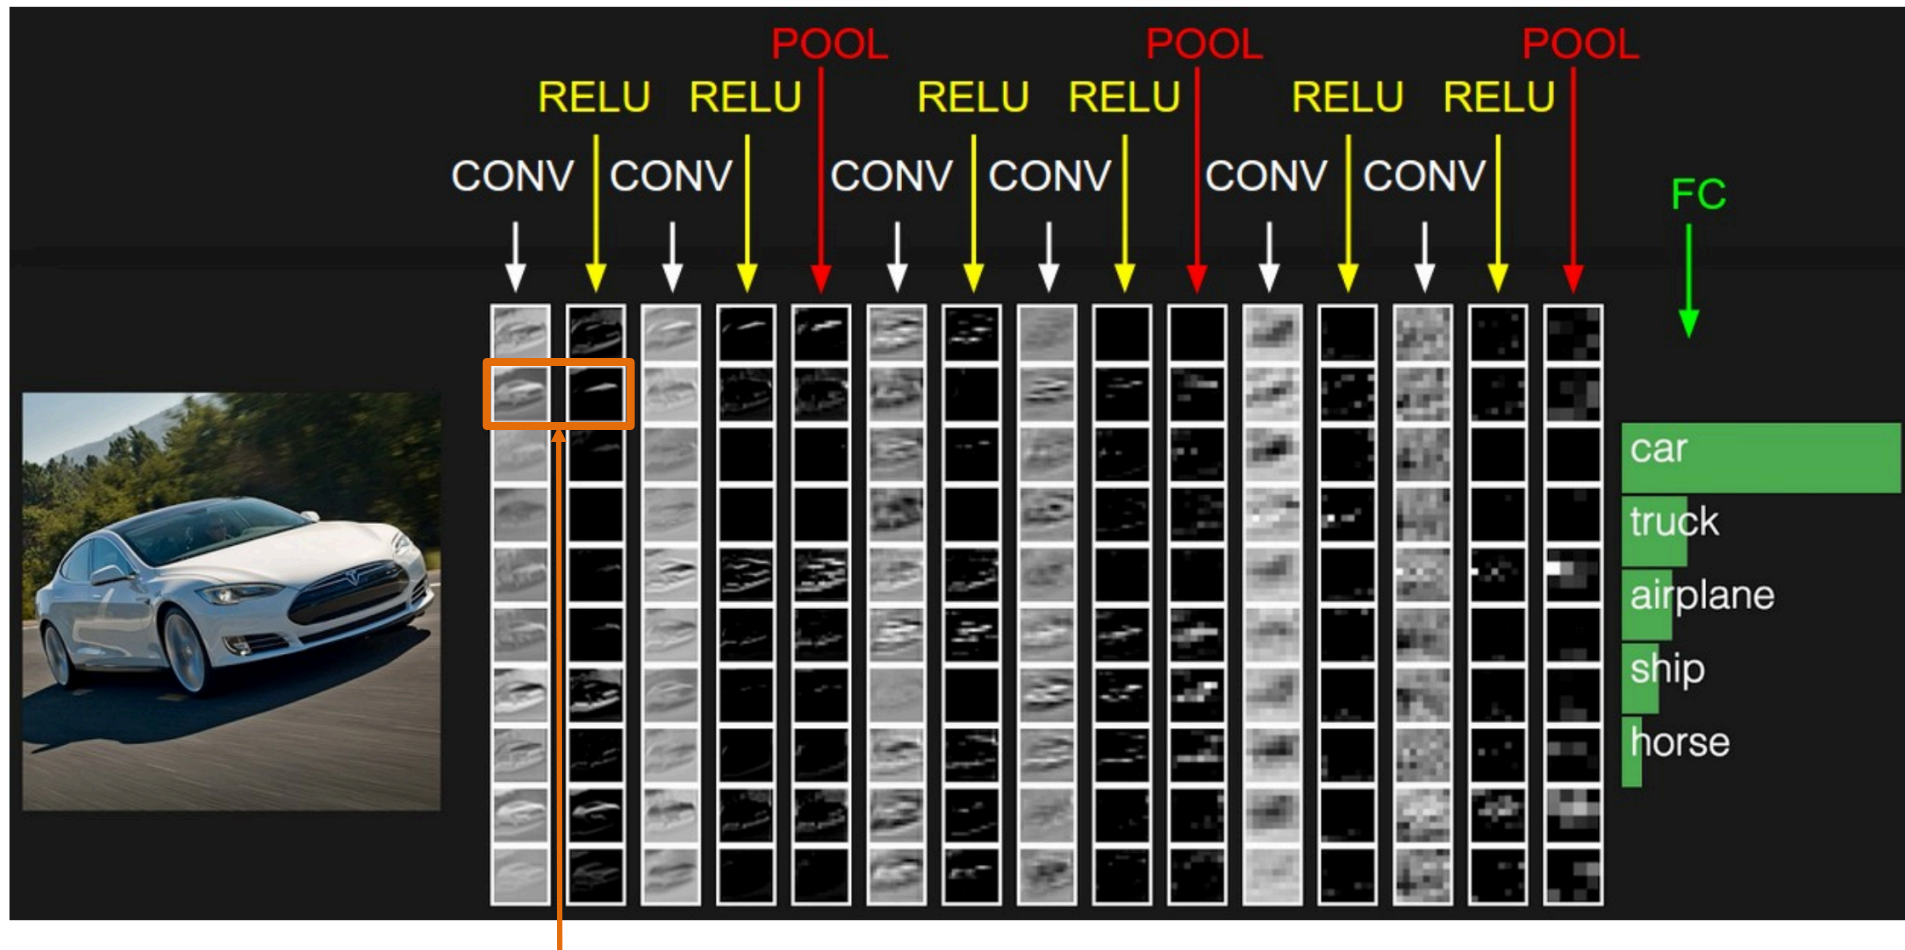 POOL POOL POOL
RELU RELU RELU RELU RELU RELU
CONV CONV CONV CONV CONV CONV
FC
car
truck
airplane
ship
horse